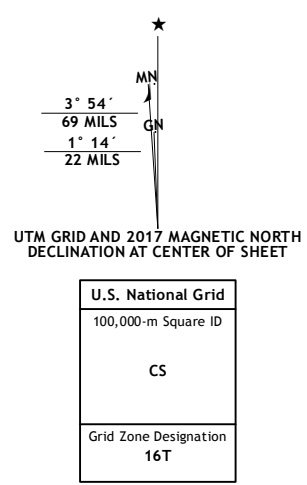 ★
MN
3° 54´
69 MILS
GN
1° 14´
22 MILS
UTM GRID AND 2017 MAGNETIC NORTH
DECLINATION AT CENTER OF SHEET
U.S. National Grid
100,000-m Square ID
CS
Grid Zone Designation
16T